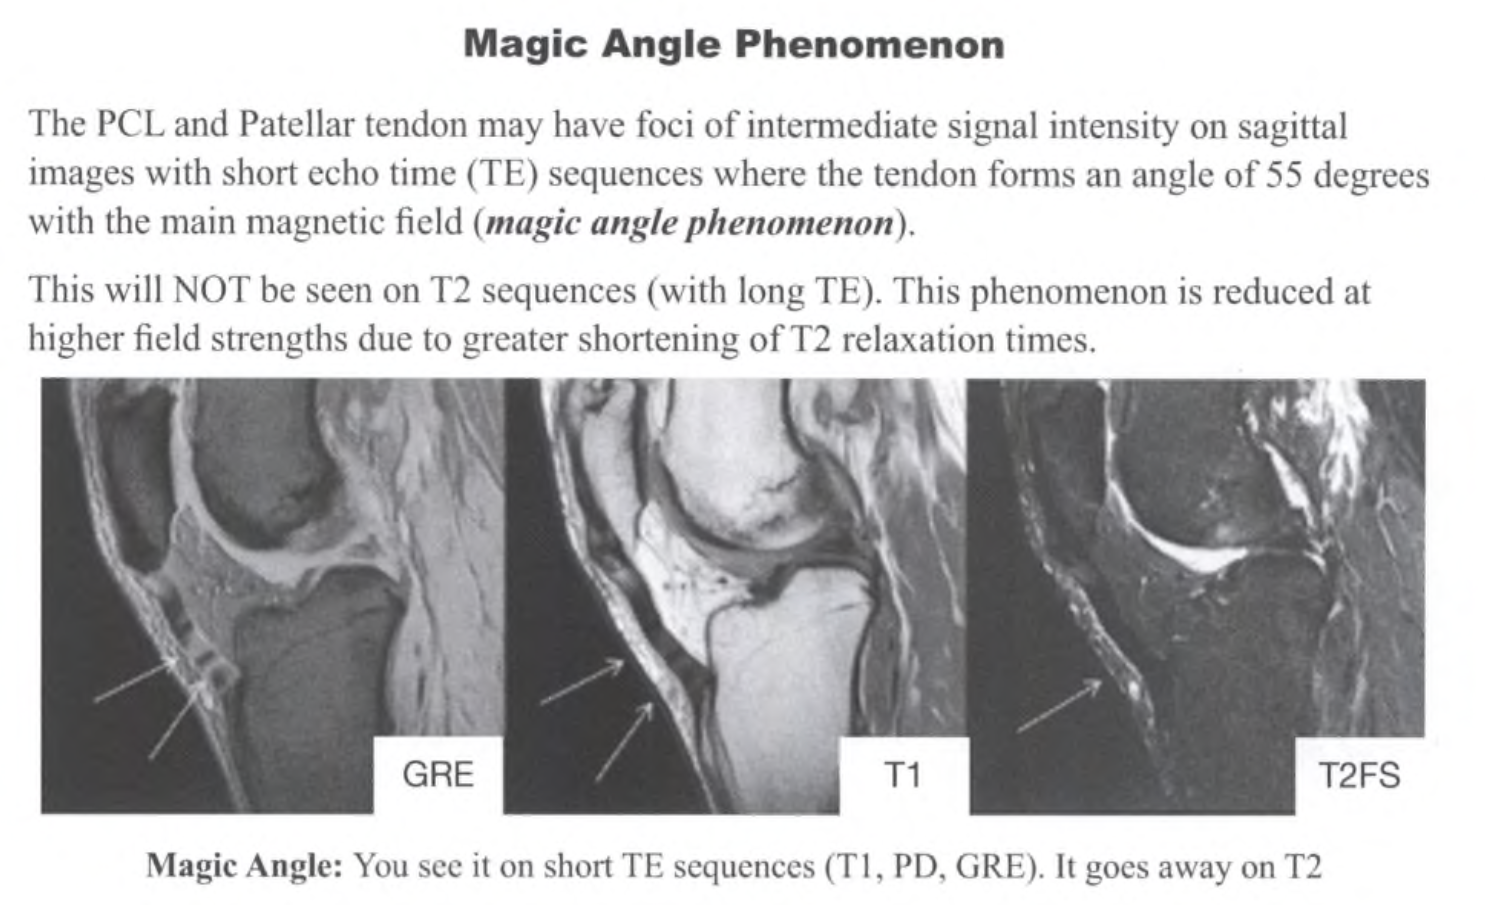 Magic Angle Phenomenon
The PCL and Patellar tendon may have foci of intermediate signal intensity on sagittal
images with short echo time (TE) sequences where the tendon forms an angle of 55 degrees
with the main magnetic field (magic angle phenomenon).
This will NOT be seen on T2 sequences (with long TE). This phenomenon is reduced at
higher field strengths due to greater shortening of T2 relaxation times.
GRE
T1
T2FS
Magic Angle: You see it on short TE sequences (T1, PD, GRE). It goes away on T2